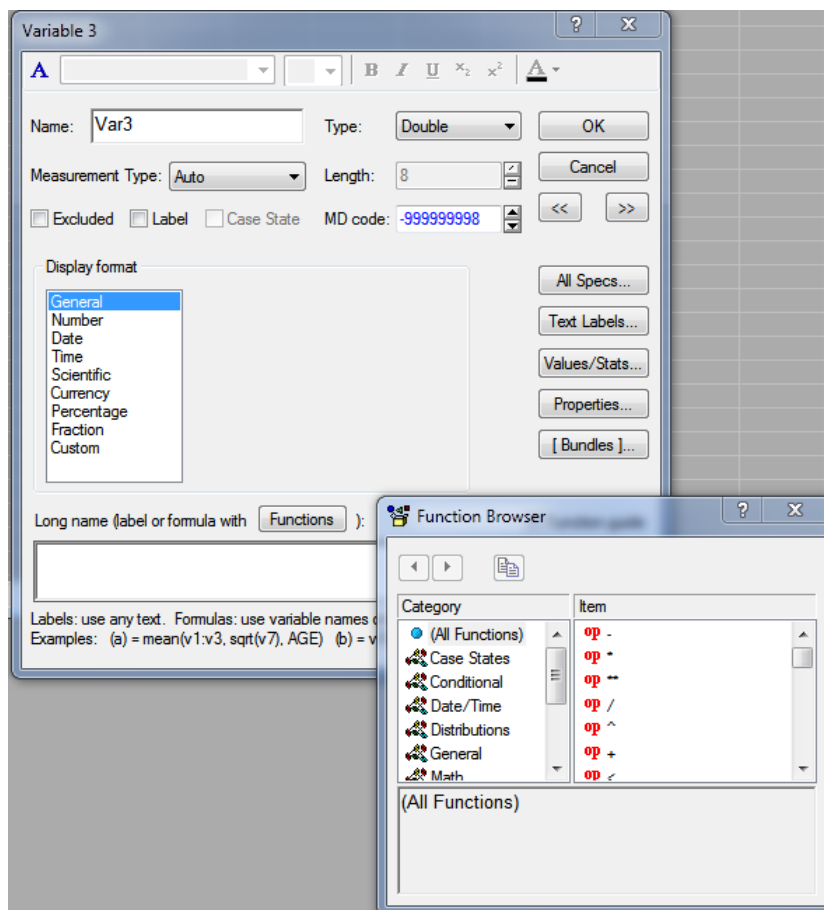 Variable 3
A B I U x₂ x² A
Name: Var3 Type: Double OK
Measurement Type: Auto Length: 8 Cancel
Excluded Label Case State MD code: -999999998 << >>
Display format
General
Number
Date
Time
Scientific
Currency
Percentage
Fraction
Custom
All Specs...
Text Labels...
Values/Stats...
Properties...
[ Bundles ]...
Long name (label or formula with Functions ):
Labels: use any text. Formulas: use variable names
Examples: (a) = mean(v1:v3, sqrt(v7), AGE) (b) = v
Function Browser
Category Item
(All Functions) op -
Case States op *
Conditional op **
Date/Time op /
Distributions op ^
General op +
Math op <
(All Functions)